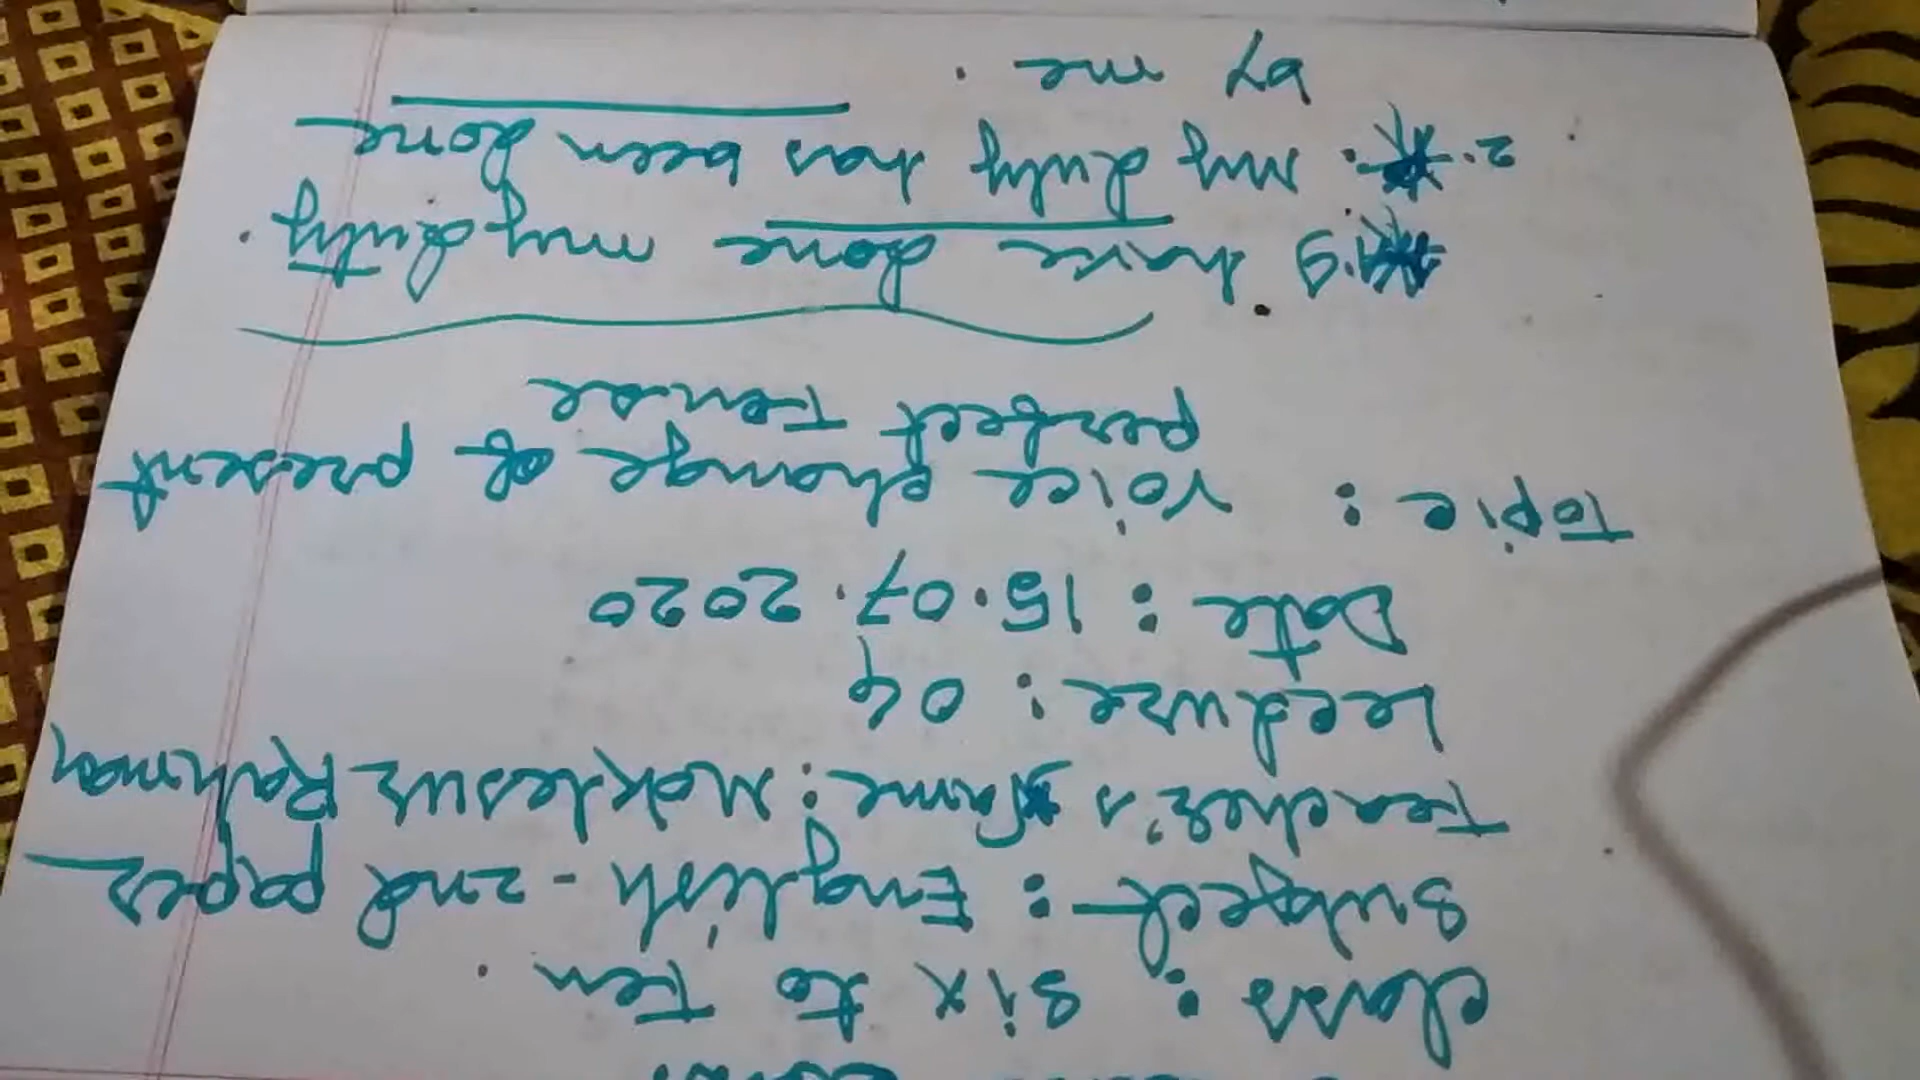 Class: Six to Ten
Subject: English - 2nd paper
Teacher's Name: Moklesur Rahman
Lecture: 04
Date: 15.07.2020
Topic: voice change of present
perfect Tense
1. I have done my duty.
2. My duty has been done
by me.